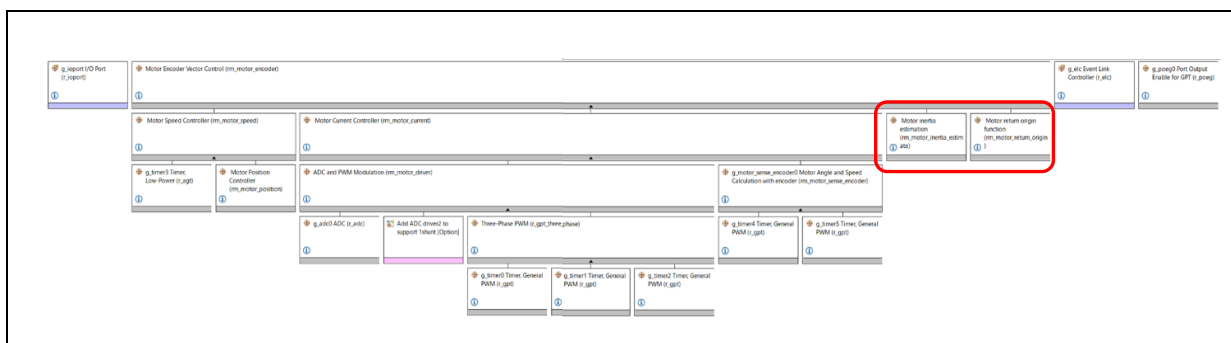 g_ioport I/O Port
(r_ioport)
Motor Encoder Vector Control (rm_motor_encoder)
g_elc Event Link
Controller (r_elc)
g_poeg0 Port Output
Enable for GPT (r_poeg)
Motor Speed Controller (rm_motor_speed)
Motor Current Controller (rm_motor_current)
Motor inertia
estimation
(rm_motor_inertia_estim
ate)
Motor return origin
function
(rm_motor_return_origin
)
g_timer3 Timer,
Low-Power (r_agt)
Motor Position
Controller
(rm_motor_position)
ADC and PWM Modulation (rm_motor_driver)
g_motor_sense_encoder0 Motor Angle and Speed
Calculation with encoder (rm_motor_sense_encoder)
g_adc0 ADC (r_adc)
Add ADC driver2 to
support 1shunt [Option]
Three-Phase PWM (r_gpt_three_phase)
g_timer4 Timer, General
PWM (r_gpt)
g_timer5 Timer, General
PWM (r_gpt)
g_timer0 Timer, General
PWM (r_gpt)
g_timer1 Timer, General
PWM (r_gpt)
g_timer2 Timer, General
PWM (r_gpt)